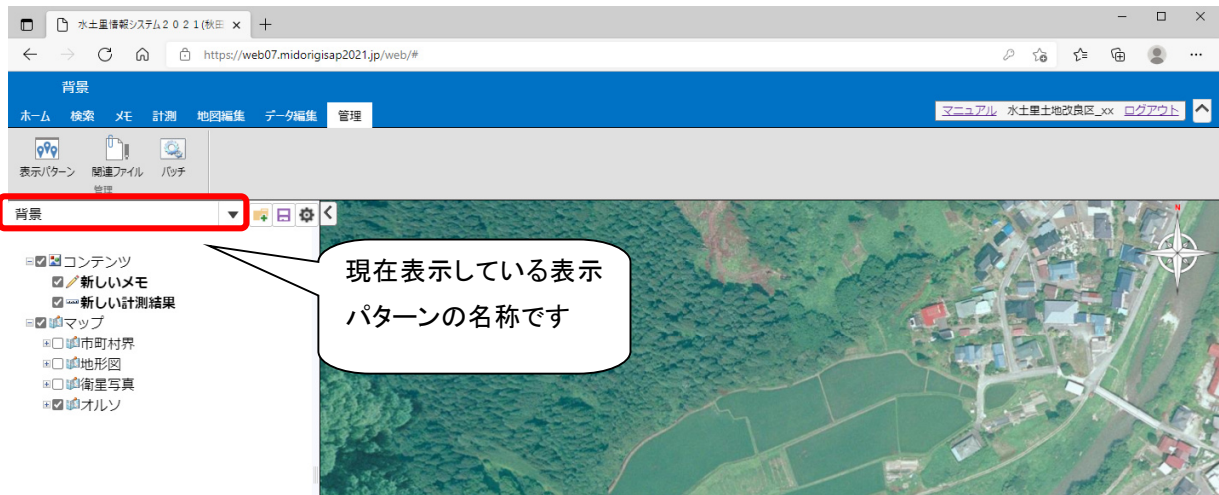 水土里情報システム２０２１(秋田
https://web07.midorigisap2021.jp/web/#
背景
ホーム 検索 メモ 計測 地図編集 データ編集 管理
マニュアル 水土里土地改良区_xx ログアウト
表示パターン 関連ファイル バッチ
管理
背景
コンテンツ
新しいメモ
新しい計測結果
マップ
市町村界
地形図
衛星写真
オルソ
現在表示している表示
パターンの名称です
N